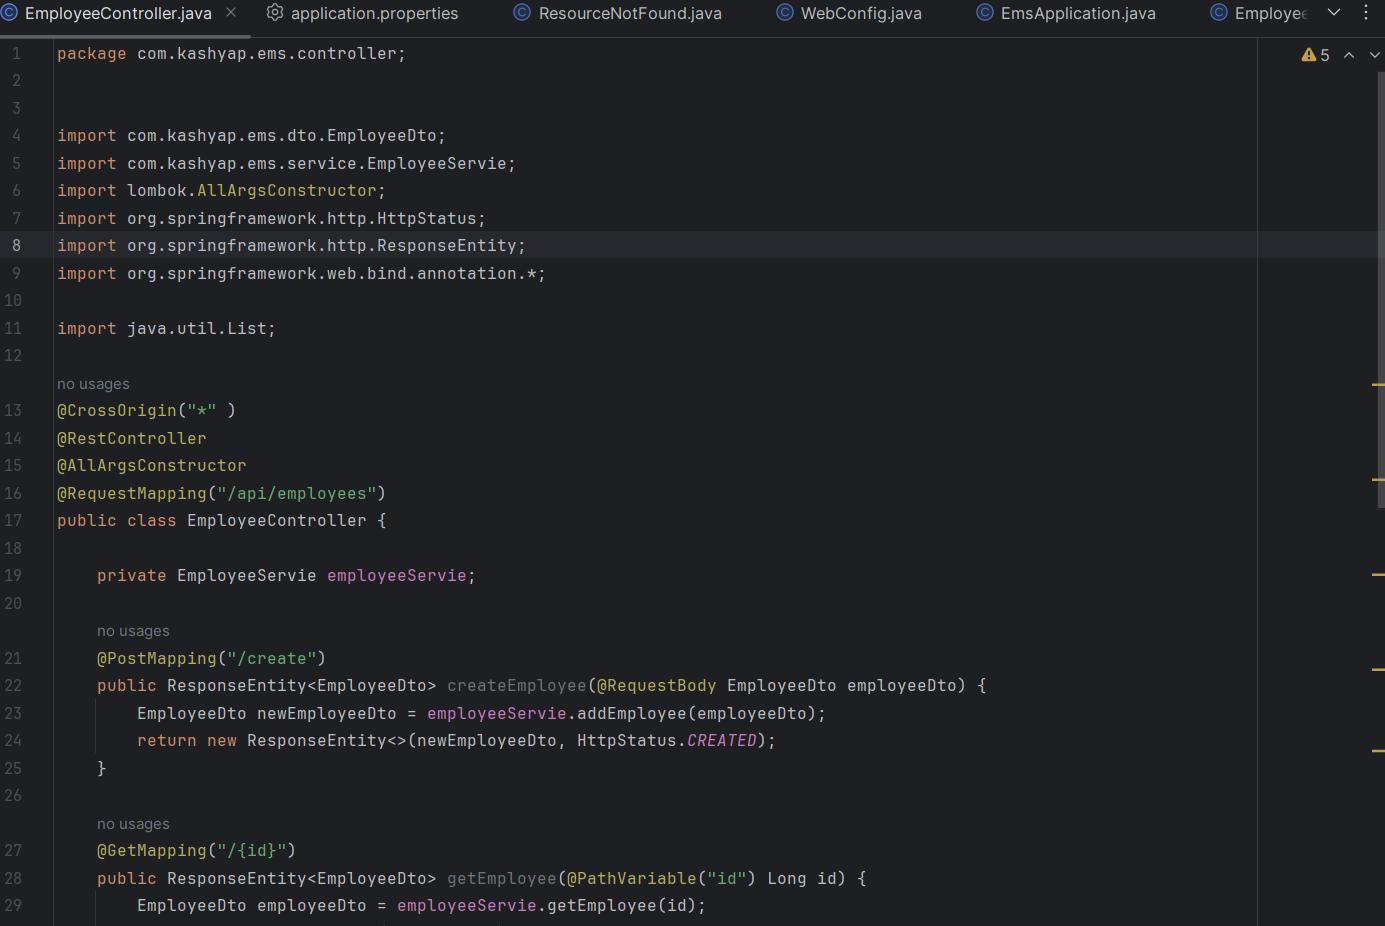 EmployeeController.java application.properties ResourceNotFound.java WebConfig.java EmsApplication.java Employee
5
1 package com.kashyap.ems.controller;
2
3
4 import com.kashyap.ems.dto.EmployeeDto;
5 import com.kashyap.ems.service.EmployeeServie;
6 import lombok.AllArgsConstructor;
7 import org.springframework.http.HttpStatus;
8 import org.springframework.http.ResponseEntity;
9 import org.springframework.web.bind.annotation.*;
10
11 import java.util.List;
12
no usages
13 @CrossOrigin("*" )
14 @RestController
15 @AllArgsConstructor
16 @RequestMapping("/api/employees")
17 public class EmployeeController {
18
19 private EmployeeServie employeeServie;
20
no usages
21 @PostMapping("/create")
22 public ResponseEntity<EmployeeDto> createEmployee(@RequestBody EmployeeDto employeeDto) {
23 EmployeeDto newEmployeeDto = employeeServie.addEmployee(employeeDto);
24 return new ResponseEntity<>(newEmployeeDto, HttpStatus.CREATED);
25 }
26
no usages
27 @GetMapping("/{id}")
28 public ResponseEntity<EmployeeDto> getEmployee(@PathVariable("id") Long id) {
29 EmployeeDto employeeDto = employeeServie.getEmployee(id);